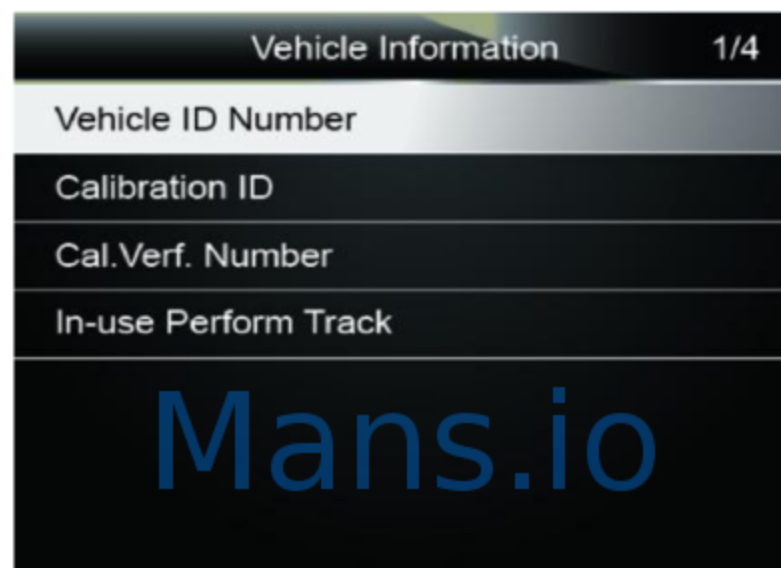 Vehicle Information 1/4
Vehicle ID Number
Calibration ID
Cal.Verf. Number
In-use Perform Track
Mans.io